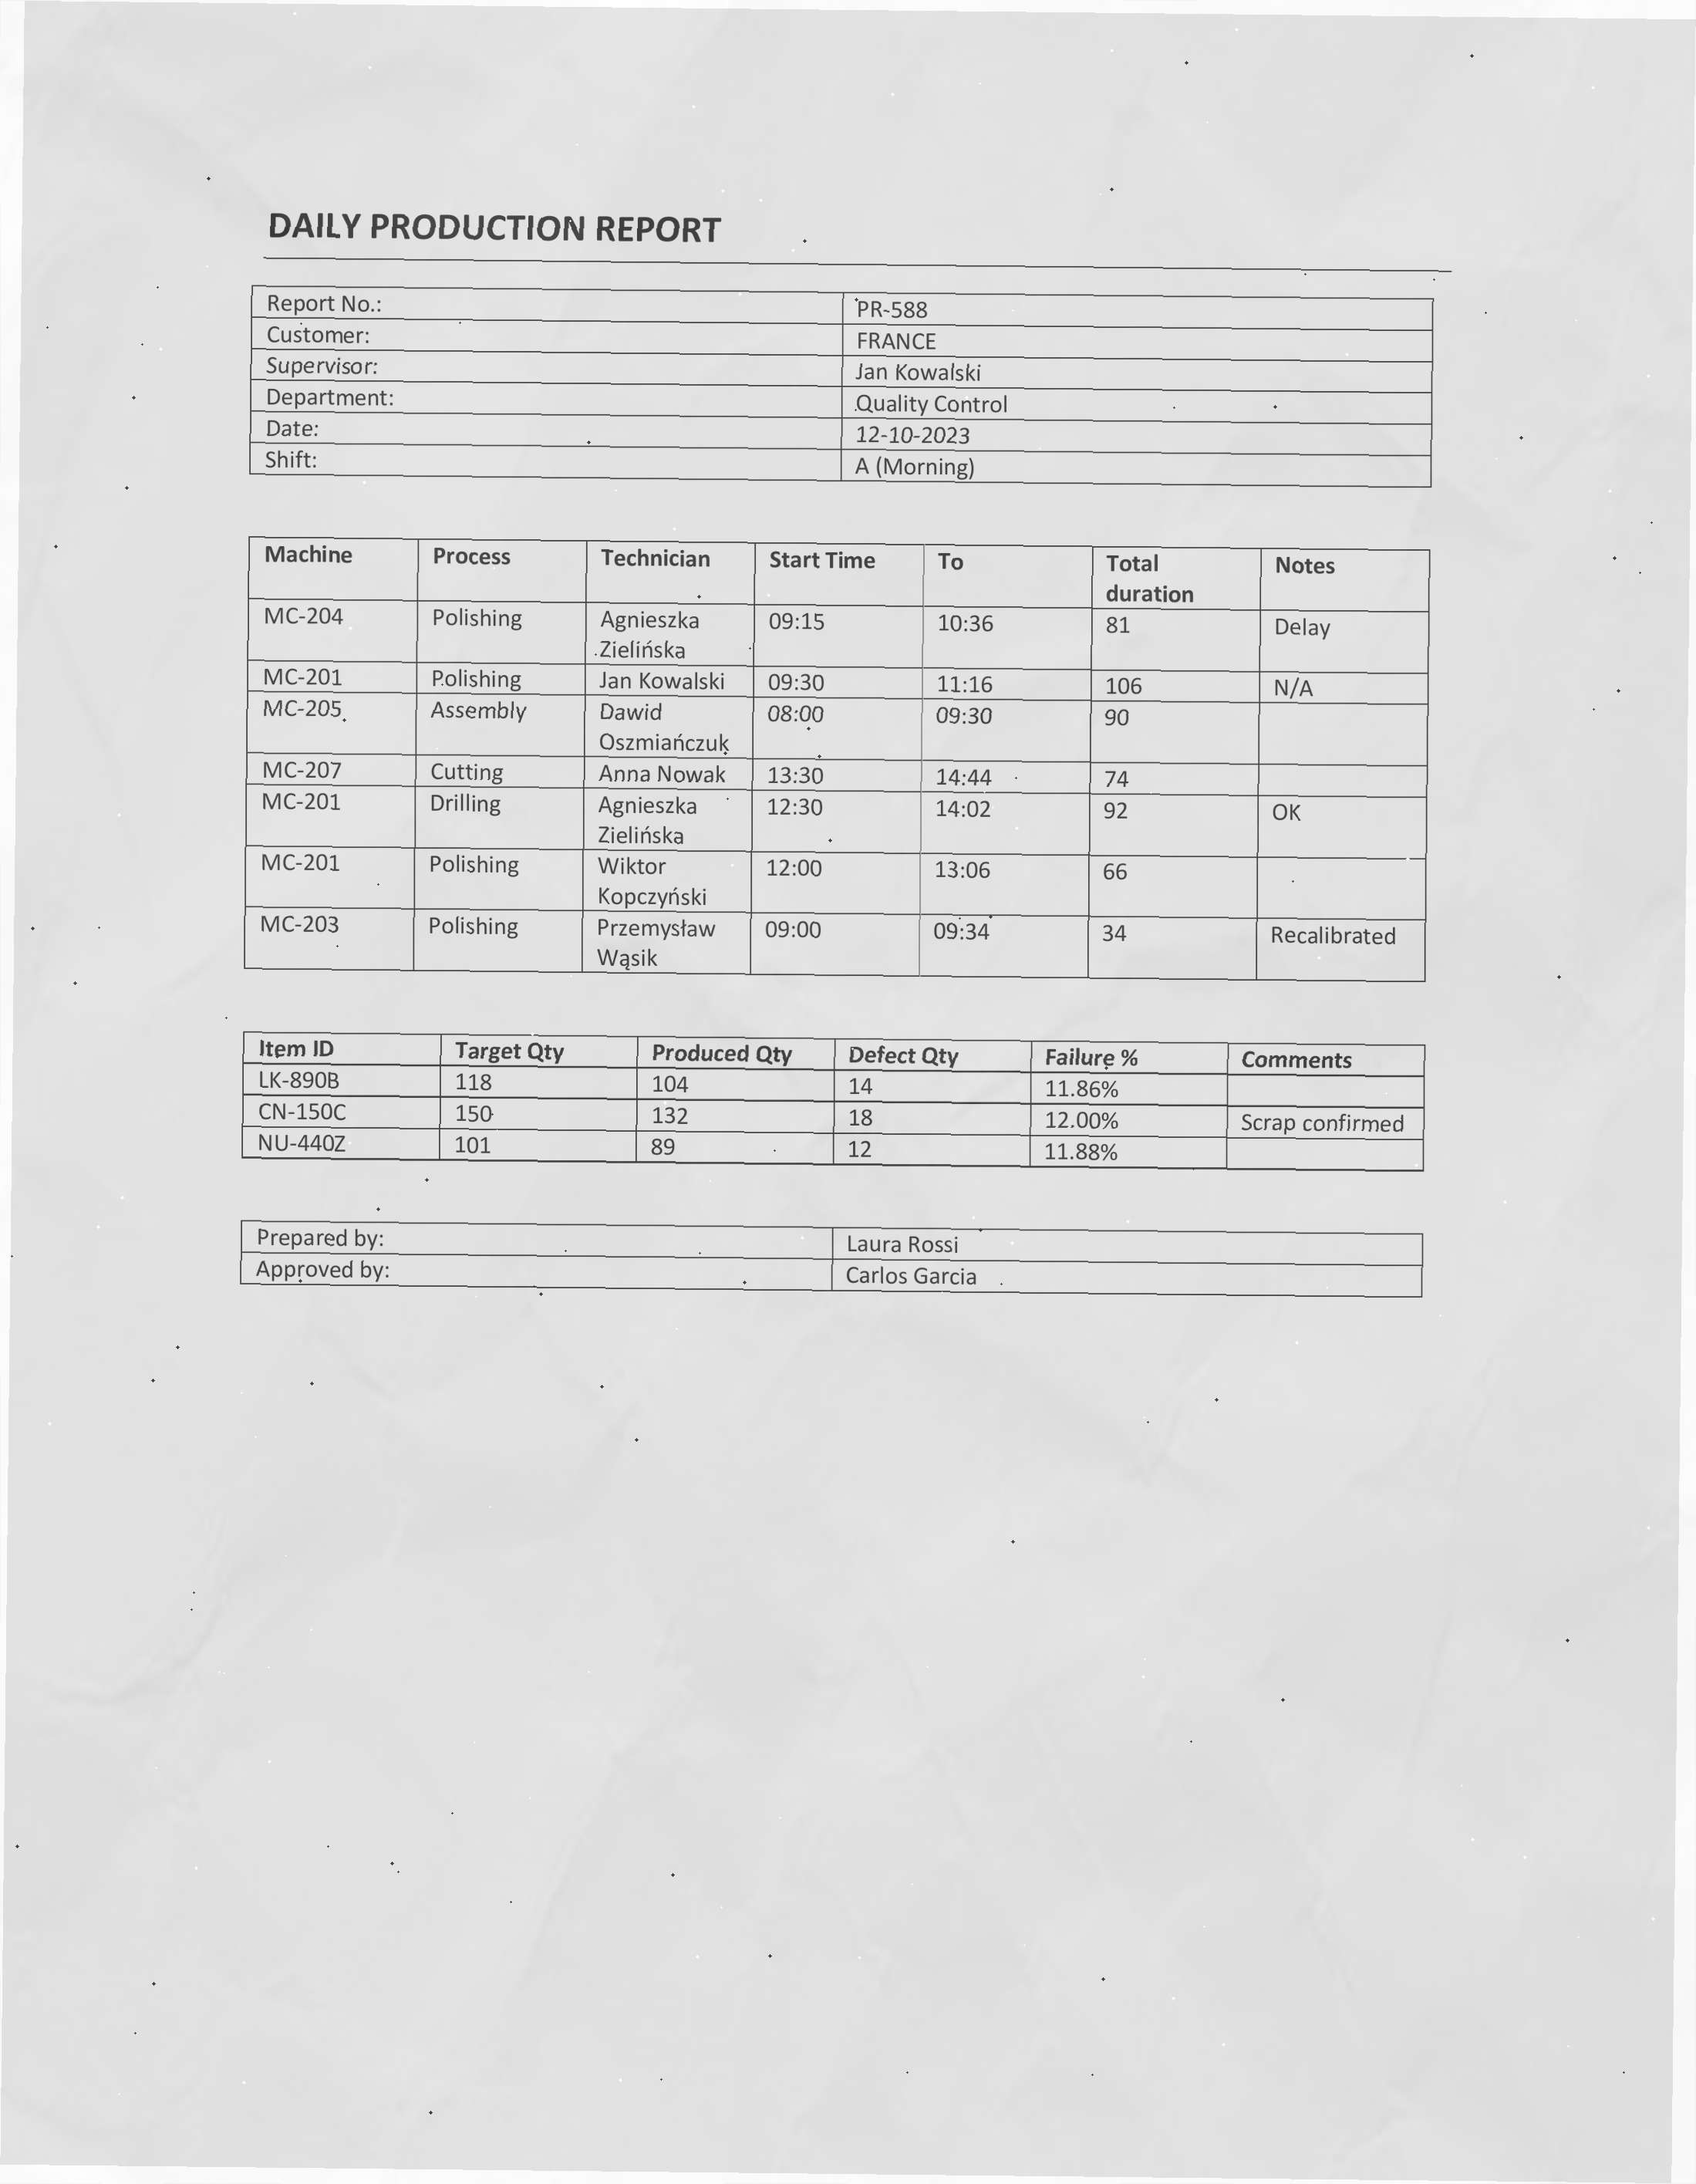 DAILY PRODUCTION REPORT
Report No.: PR-588
Customer: FRANCE
Supervisor: Jan Kowalski
Department: Quality Control
Date: 12-10-2023
Shift: A (Morning)
Machine Process Technician Start Time To Total duration Notes
MC-204 Polishing Agnieszka Zielińska 09:15 10:36 81 Delay
MC-201 Polishing Jan Kowalski 09:30 11:16 106 N/A
MC-205 Assembly Dawid Oszmiańczuk 08:00 09:30 90
MC-207 Cutting Anna Nowak 13:30 14:44 74
MC-201 Drilling Agnieszka Zielińska 12:30 14:02 92 OK
MC-201 Polishing Wiktor Kopczyński 12:00 13:06 66
MC-203 Polishing Przemysław Wąsik 09:00 09:34 34 Recalibrated
Item ID Target Qty Produced Qty Defect Qty Failure % Comments
LK-890B 118 104 14 11.86%
CN-150C 150 132 18 12.00% Scrap confirmed
NU-440Z 101 89 12 11.88%
Prepared by: Laura Rossi
Approved by: Carlos Garcia